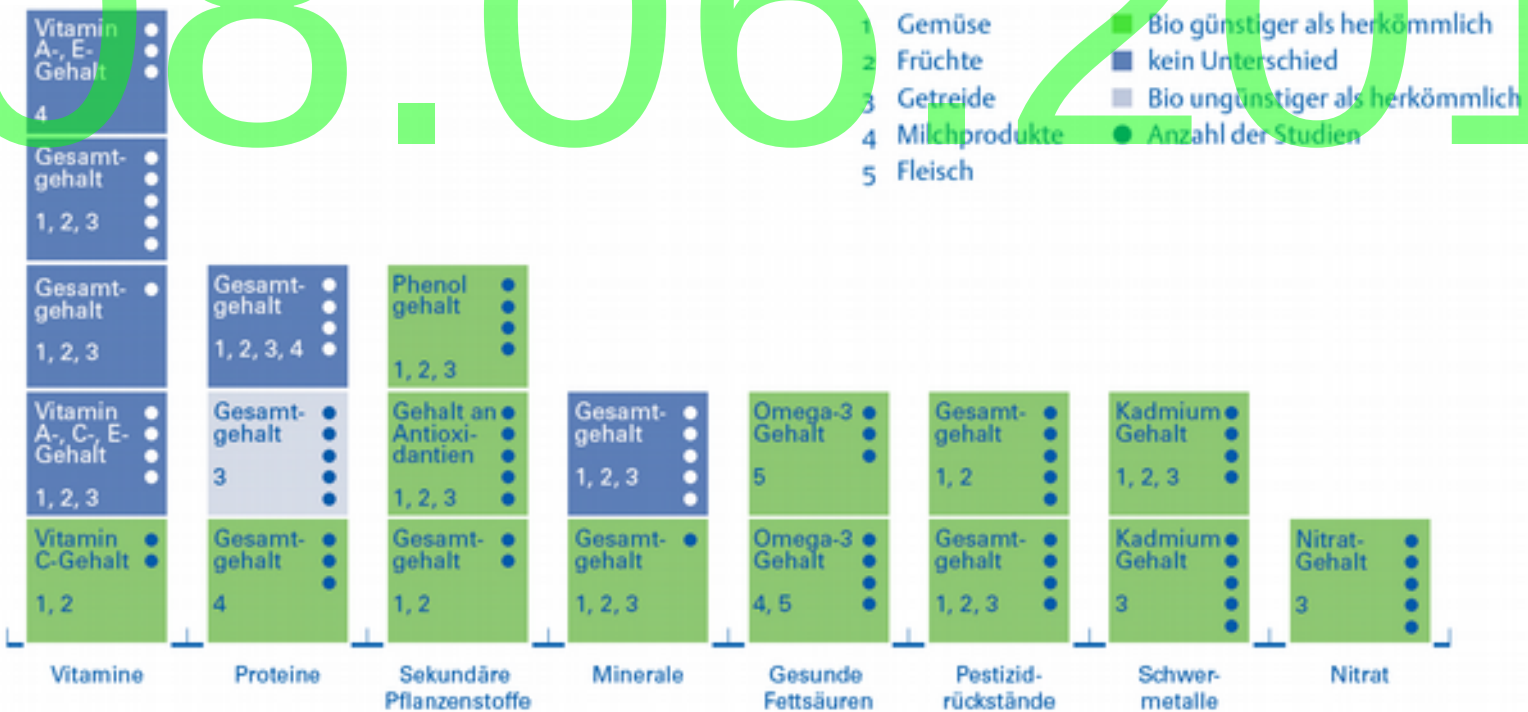 08.06.201
1 Gemüse
2 Früchte
3 Getreide
4 Milchprodukte
5 Fleisch
Bio günstiger als herkömmlich
kein Unterschied
Bio ungünstiger als herkömmlich
Anzahl der Studien
Vitamin
A-, E-
Gehalt
4
Gesamt-
gehalt
1, 2, 3
Gesamt-
gehalt
1, 2, 3
Vitamin
A-, C-, E-
Gehalt
1, 2, 3
Vitamin
C-Gehalt
1, 2
Vitamine
Gesamt-
gehalt
1, 2, 3, 4
Gesamt-
gehalt
3
Gesamt-
gehalt
4
Proteine
Phenol
gehalt
1, 2, 3
Gehalt an
Antioxi-
dantien
1, 2, 3
Gesamt-
gehalt
1, 2
Sekundäre
Pflanzenstoffe
Gesamt-
gehalt
1, 2, 3
Gesamt-
gehalt
1, 2, 3
Minerale
Omega-3
Gehalt
5
Omega-3
Gehalt
4, 5
Gesunde
Fettsäuren
Gesamt-
gehalt
1, 2
Gesamt-
gehalt
1, 2, 3
Pestizid-
rückstände
Kadmium
Gehalt
1, 2, 3
Kadmium
Gehalt
3
Schwer-
metalle
Nitrat-
Gehalt
3
Nitrat